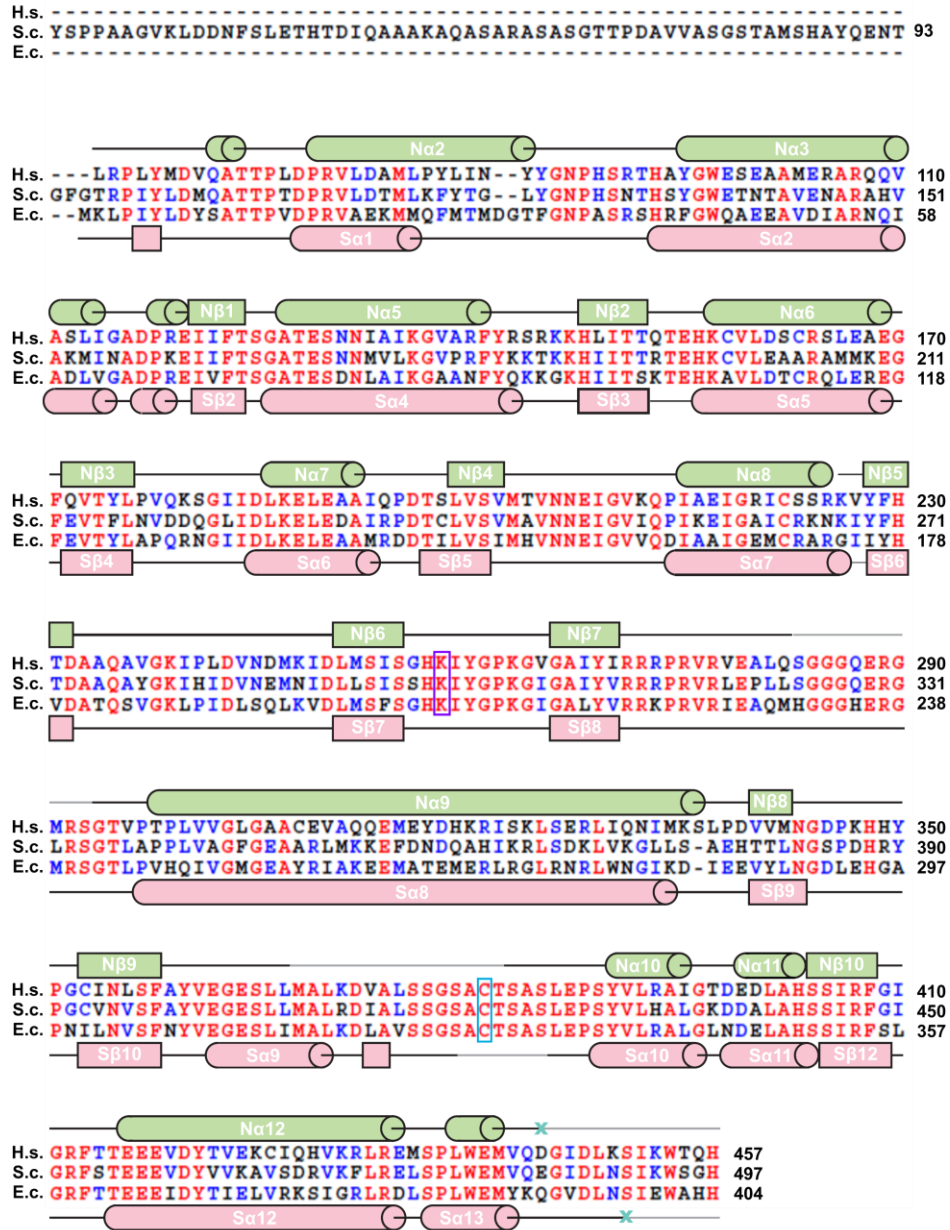 H.s. ------------------------------------------------------------
S.c. YSPPAAGVKLDDNFSLETHTDIQAAAKAQASARASASGTTPDAVVASGSTAMSHAYQENT 93
E.c. ------------------------------------------------------------
Nα2 Nα3
H.s. ---LRPLYMDVQATTPLDPRVLDAMLPYLIN--YYGNPHSRTHAYGWESEAAMERARQQV 110
S.c. GFGTRPIYLDMQATTPTDPRVLDTMLKFYTG--LYGNPHSNTHSYGWETNTAVENARAHV 151
E.c. --MKLPIYLDYSATTPVDPRVAEKMMQFMTMDGTFGNPASRSHRFGWQAEEAVDIARNQI 58
Sα1 Sα2
Nβ1 Nα5 Nβ2 Nα6
H.s. ASLIGADPREIIFTSGATESNNIAIKGVARFYRSRKKHLITTQTEHKCVLDSCRSLEAEG 170
S.c. AKMINADPKEIIFTSGATESNNMVLKGVPRFYKKTKKHIITTRTEHKCVLEAARAMMKEG 211
E.c. ADLVGADPREIVFTSGATESDNLAIKGAANFYQKKGKHIITSKTEHKAVLDTCRQLEREG 118
Sβ2 Sα4 Sβ3 Sα5
Nβ3 Nα7 Nβ4 Nα8 Nβ5
H.s. FQVTYLPVQKSGIIDLKELEAAIQPDTSLVSVMTVNNEIGVKQPIAEIGRICSSRKVYFH 230
S.c. FEVTFLNVDDQGLIDLKELEDAIRPDTCLVSVMAVNNEIGVIQPIKEIGAICRKNKIYFH 271
E.c. FEVTYLAPQRNGIIDLKELEAAMRDDTILVSIMHVNNEIGVVQDIAAIGEMCRARGIIYH 178
Sβ4 Sα6 Sβ5 Sα7 Sβ6
Nβ6 Nβ7
H.s. TDAAQAVGKIPLDVNDMKIDLMSISGHKIYGPKGVGAIYIRRRPRVRVEALQSGGGQERG 290
S.c. TDAAQAYGKIHIDVNEMNIDLLSISSHKIYGPKGIGAIYVRRRPRVRLEPLLSGGGQERG 331
E.c. VDATQSVGKLPIDLSQLKVDLMSFSGHKIYGPKGIGALYVRRKPRVRIEAQMHGGGHERG 238
Sβ7 Sβ8
Nα9 Nβ8
H.s. MRSGTVPTPLVVGLGAACEVAQQEMEYDHKRISKLSERLIQNIMKSLPDVVMNGDPKHHY 350
S.c. LRSGTLAPPLVAGFGEAARLMKKEFDNDQAHIKRLSDKLVKGLLS-AEHTTLNGSPDHRY 390
E.c. MRSGTLPVHQIVGMGEAYRIAKEEMATEMERLRGLRNRLWNGIKD-IEEVYLNGDLEHGA 297
Sα8 Sβ9
Nβ9 Nα10 Nα11 Nβ10
H.s. PGCINLSFAYVEGESLLMALKDVALSSGSACTSASLEPSYVLRAIGTDEDLAHSSIRFGI 410
S.c. PGCVNVSFAYVEGESLLMALRDIALSSGSACTSASLEPSYVLHALGKDDALAHSSIRFGI 450
E.c. PNILNVSFNYVEGESLIMALKDLAVSSGSACTSASLEPSYVLRALGLNDELAHSSIRFSL 357
Sβ10 Sα9 Sα10 Sα11 Sβ12
Nα12
H.s. GRFTTEEEVDYTVEKCIQHVKRLREMSPLWEMVQDGIDLKSIKWTQH 457
S.c. GRFSTEEEVDYVVKAVSDRVKFLRELSPLWEMVQEGIDLNSIKWSGH 497
E.c. GRFTTEEEIDYTIELVRKSIGRLRDLSPLWEMYKQGVDLNSIEWAHH 404
Sα12 Sα13